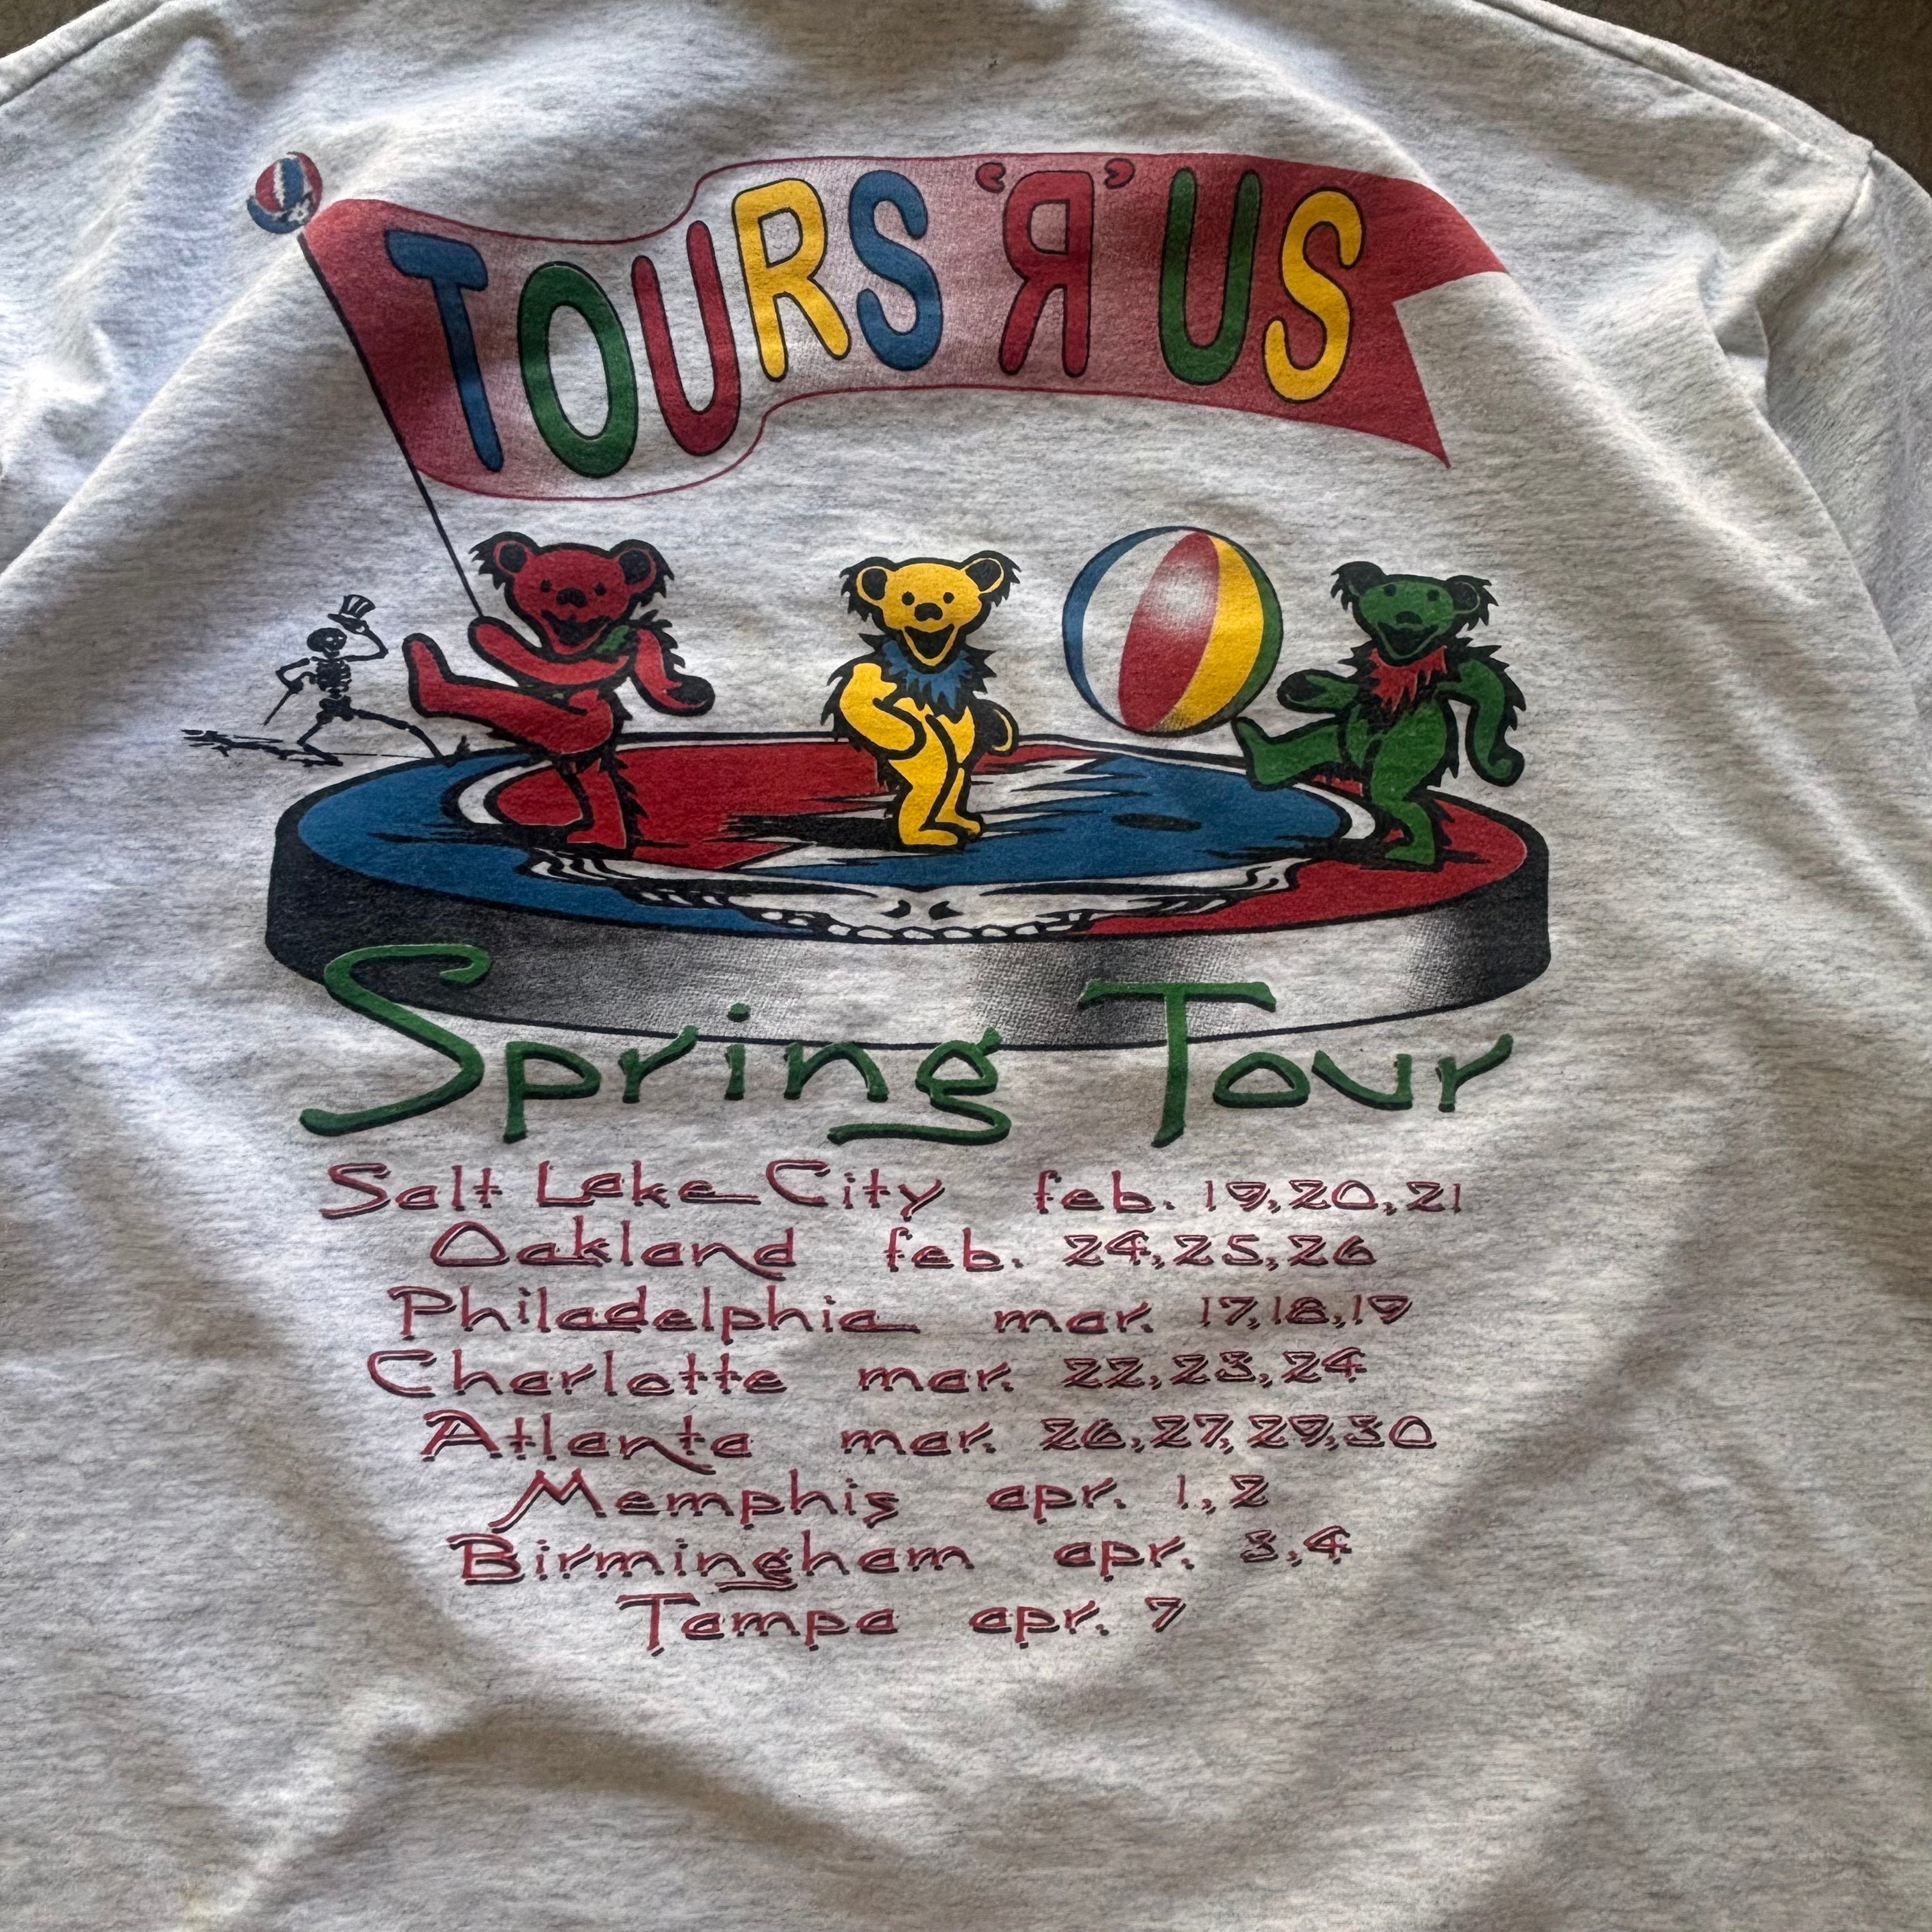 TOURS 'Я' US
Spring Tour
Salt Lake City feb. 19,20,21
Oakland feb. 24,25,26
Philadelphia mar. 17,18,19
Charlotte mar. 22,23,24
Atlanta mar. 26,27,29,30
Memphis apr. 1,2
Birmingham apr. 3,4
Tampa apr. 7